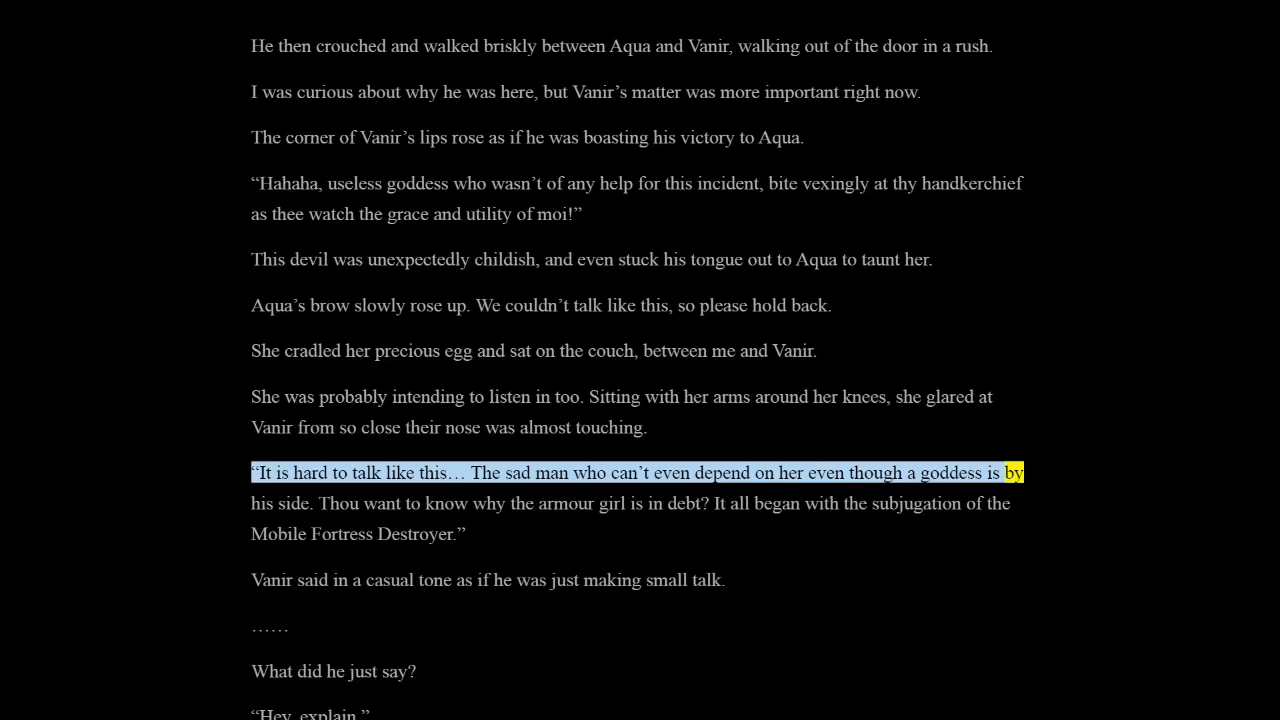 He then crouched and walked briskly between Aqua and Vanir, walking out of the door in a rush.
I was curious about why he was here, but Vanir’s matter was more important right now.
The corner of Vanir’s lips rose as if he was boasting his victory to Aqua.
“Hahaha, useless goddess who wasn’t of any help for this incident, bite vexingly at thy handkerchief
as thee watch the grace and utility of moi!”
This devil was unexpectedly childish, and even stuck his tongue out to Aqua to taunt her.
Aqua’s brow slowly rose up. We couldn’t talk like this, so please hold back.
She cradled her precious egg and sat on the couch, between me and Vanir.
She was probably intending to listen in too. Sitting with her arms around her knees, she glared at
Vanir from so close their nose was almost touching.
“It is hard to talk like this… The sad man who can’t even depend on her even though a goddess is by
his side. Thou want to know why the armour girl is in debt? It all began with the subjugation of the
Mobile Fortress Destroyer.”
Vanir said in a casual tone as if he was just making small talk.
……
What did he just say?
“Hey, explain.”